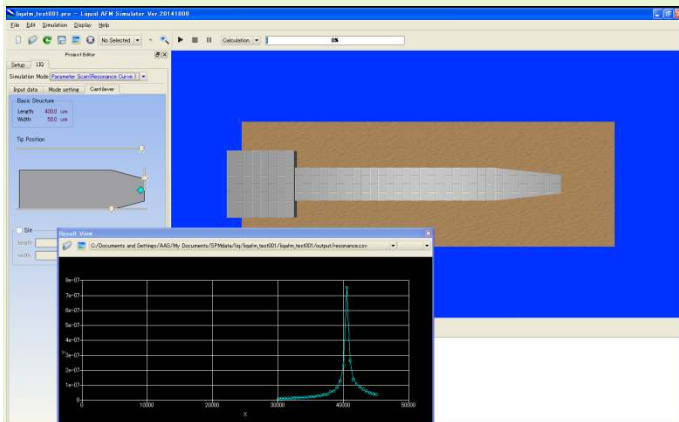 liqafm_test001.pro -- Liquid AFM Simulator Ver 20141008
File Edit Simulation Display Help
No Selected
Calculation
0%
Project Editor
Setup LIQ
Simulation Mode Parameter Scan(Resonance Curve)
Input data Mode setting Cantilever
Basic Structure
Length 400.0 um
Width 50.0 um
Tip Position
Slit
length
width
Result View
C:/Documents and Settings/AAS/My Documents/SPMdata/liq/liqafm_test001/liqafm_test001/output/resonance.csv
8e-07
7e-07
6e-07
5e-07
4e-07
Y
3e-07
2e-07
1e-07
0
0 10000 20000 30000 40000 50000
X